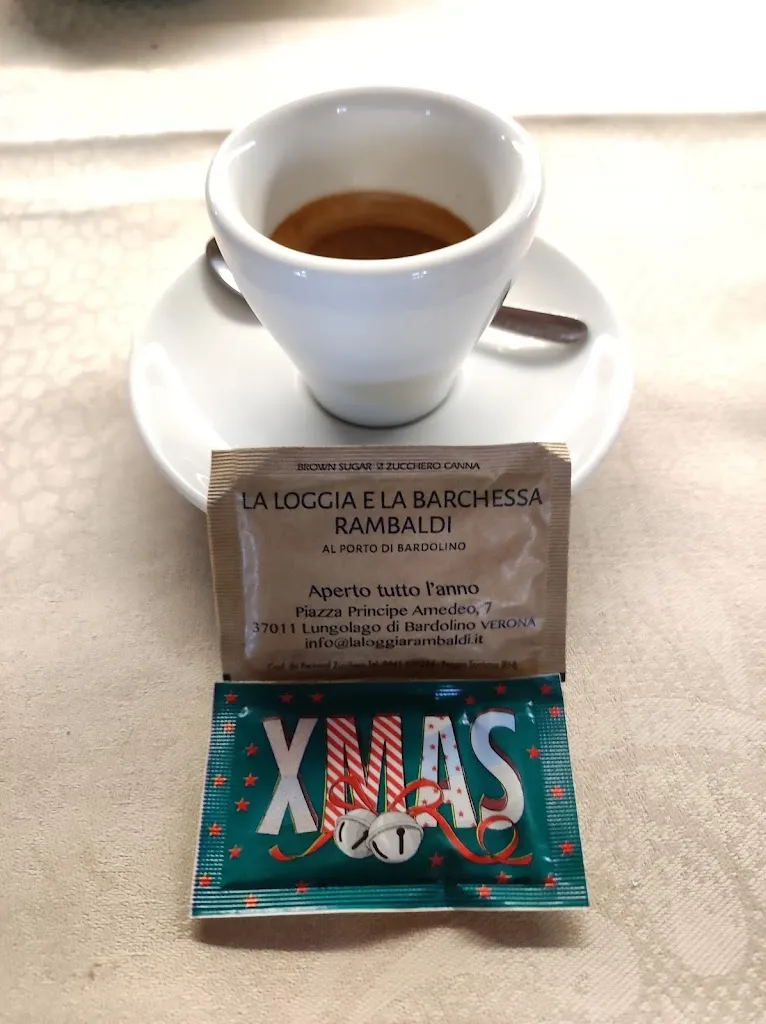 BROWN SUGAR ZUCCHERO CANNA
LA LOGGIA E LA BARCHESSA
RAMBALDI
AL PORTO DI BARDOLINO
Aperto tutto l'anno
Piazza Principe Amedeo, 7
37011 Lungolago di Bardolino VERONA
info@laloggiarambaldi.it
XMAS